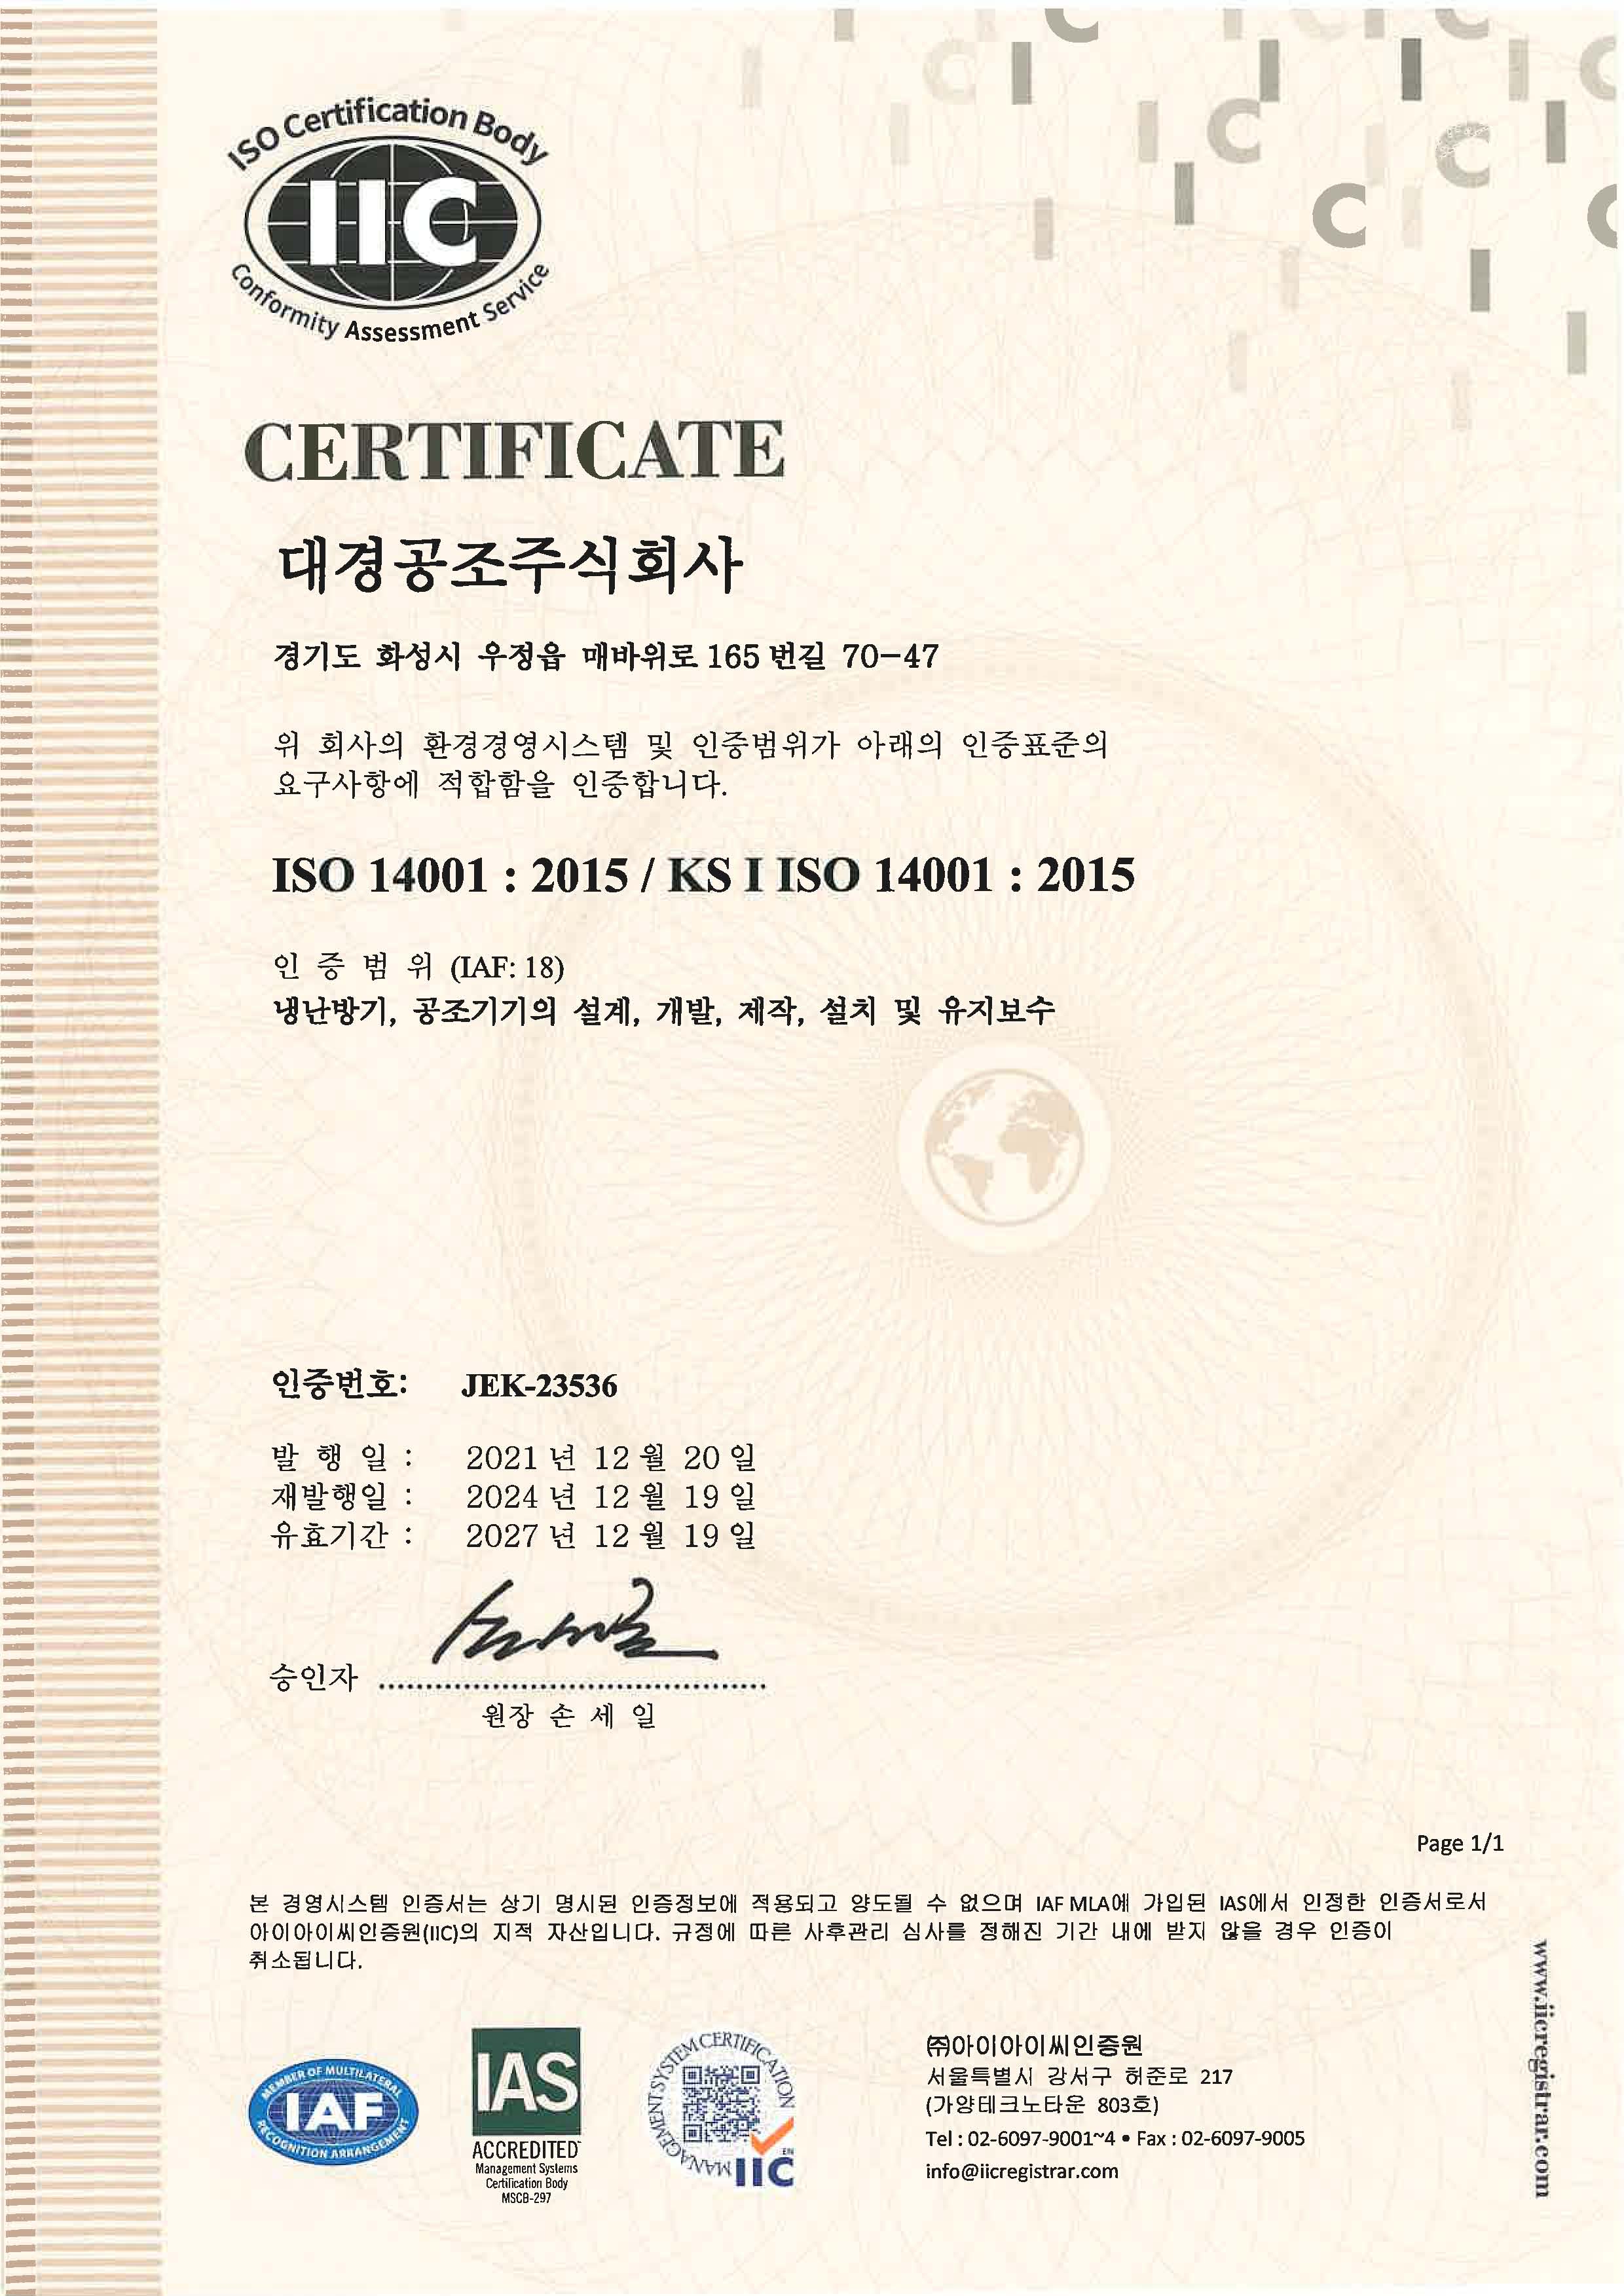 ISO Certification Body
IIC
Conformity Assessment Service
CERTIFICATE
대경공조주식회사
경기도 화성시 우정읍 매바위로 165 번길 70-47
위 회사의 환경경영시스템 및 인증범위가 아래의 인증표준의
요구사항에 적합함을 인증합니다.
ISO 14001 : 2015 / KS I ISO 14001 : 2015
인 증 범 위 (IAF: 18)
냉난방기, 공조기기의 설계, 개발, 제작, 설치 및 유지보수
인증번호: JEK-23536
발 행 일 : 2021 년 12 월 20 일
재발행일 : 2024 년 12 월 19 일
유효기간 : 2027 년 12 월 19 일
승인자
원장 손 세 일
Page 1/1
본 경영시스템 인증서는 상기 명시된 인증정보에 적용되고 양도될 수 없으며 IAF MLA에 가입된 IAS에서 인정한 인증서로서
아이아이씨인증원(IIC)의 지적 자산입니다. 규정에 따른 사후관리 심사를 정해진 기간 내에 받지 않을 경우 인증이
취소됩니다.
MEMBER OF MULTILATERAL
IAF
RECOGNITION ARRANGEMENT
IAS
ACCREDITED
Management Systems
Certification Body
MSCB-297
MANAGEMENT SYSTEM CERTIFICATION
EN
IIC
㈜아이아이씨인증원
서울특별시 강서구 허준로 217
(가양테크노타운 803호)
Tel : 02-6097-9001~4 • Fax : 02-6097-9005
info@iicregistrar.com
www.iicregistrar.com